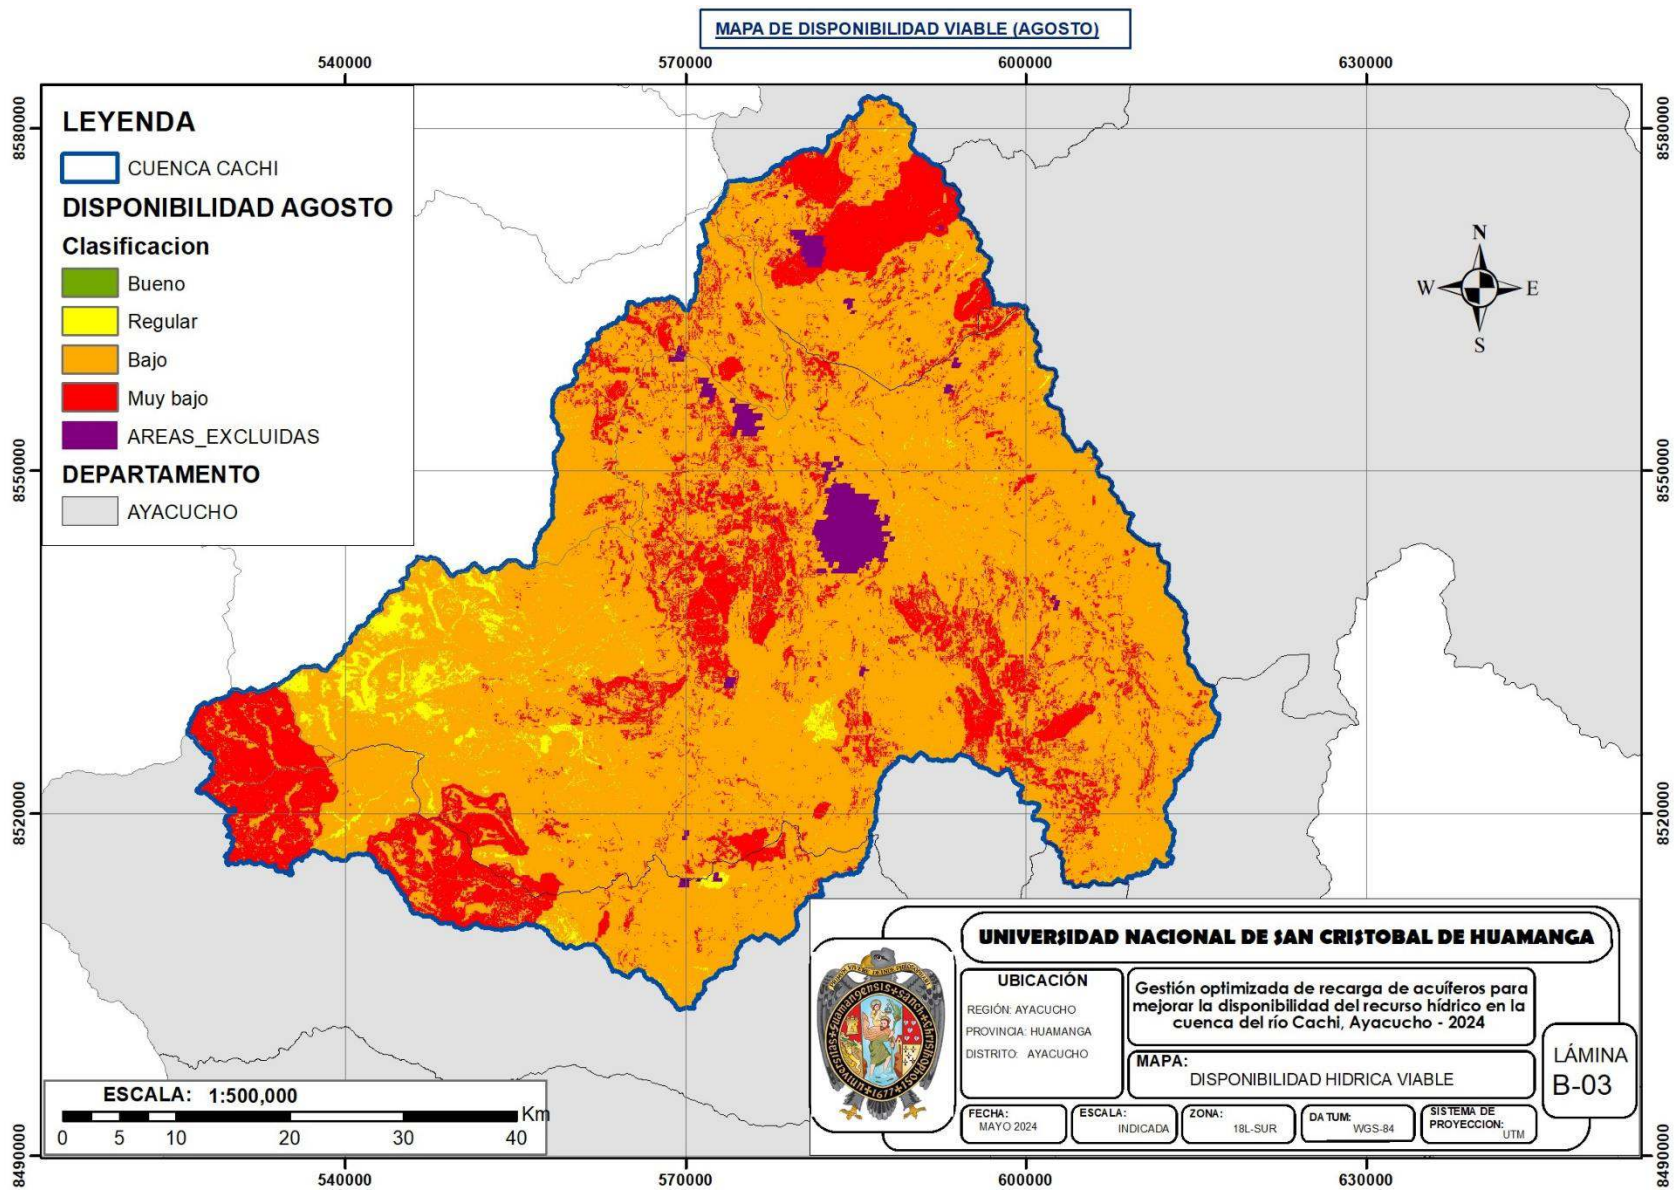 MAPA DE DISPONIBILIDAD VIABLE (AGOSTO)
540000 570000 600000 630000
8580000 8580000
8550000 8550000
8520000 8520000
8490000 8490000
LEYENDA
CUENCA CACHI
DISPONIBILIDAD AGOSTO
Clasificacion
Bueno
Regular
Bajo
Muy bajo
AREAS_EXCLUIDAS
DEPARTAMENTO
AYACUCHO
N
W E
S
ESCALA: 1:500,000
Km
0 5 10 20 30 40
UNIVERSIDAD NACIONAL DE SAN CRISTOBAL DE HUAMANGA
UBICACIÓN
REGIÓN: AYACUCHO
PROVINCIA: HUAMANGA
DISTRITO: AYACUCHO
Gestión optimizada de recarga de acuíferos para
mejorar la disponibilidad del recurso hídrico en la
cuenca del río Cachi, Ayacucho - 2024
MAPA:
DISPONIBILIDAD HIDRICA VIABLE
LÁMINA
B-03
FECHA:
MAYO 2024
ESCALA:
INDICADA
ZONA:
18L-SUR
DATUM:
WGS-84
SISTEMA DE
PROYECCION:
UTM
1677
540000 570000 600000 630000